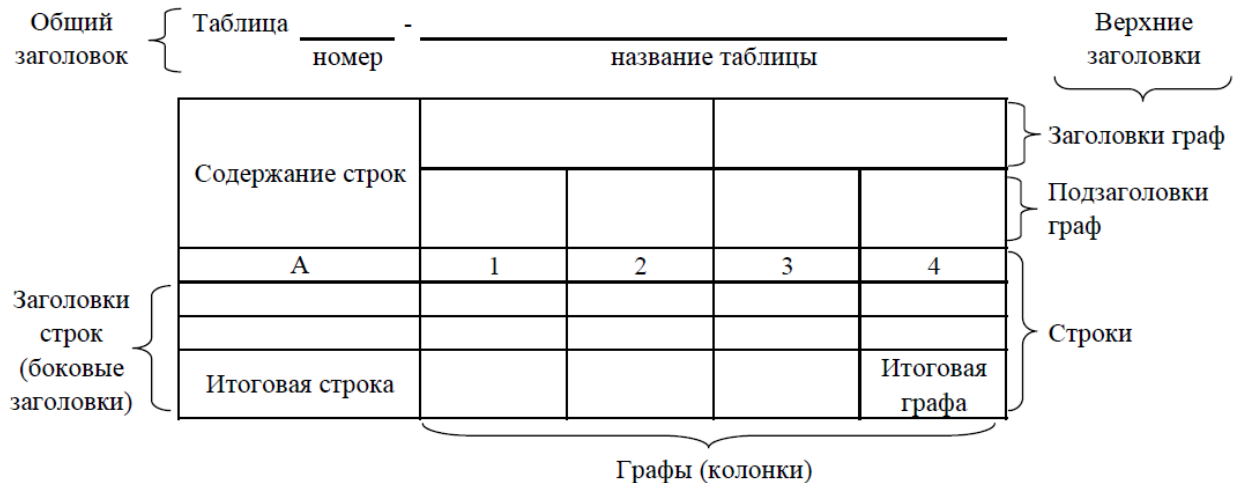 Общий
заголовок
Таблица -
номер
название таблицы
Верхние
заголовки
Заголовки граф
Содержание строк
Подзаголовки
граф
А 1 2 3 4
Заголовки
строк
(боковые
заголовки)
Строки
Итоговая строка
Итоговая
графа
Графы (колонки)